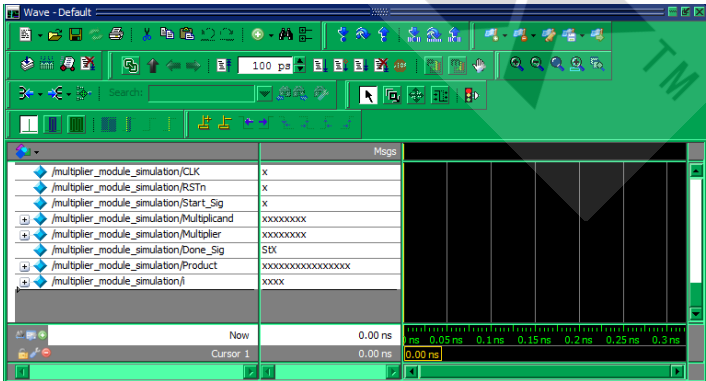 Wave - Default
100 ps
Search:
Msgs
/multiplier_module_simulation/CLK x
/multiplier_module_simulation/RSTn x
/multiplier_module_simulation/Start_Sig x
/multiplier_module_simulation/Multiplicand xxxxxxxx
/multiplier_module_simulation/Multiplier xxxxxxxx
/multiplier_module_simulation/Done_Sig StX
/multiplier_module_simulation/Product xxxxxxxxxxxxxxxx
/multiplier_module_simulation/i xxxx
Now 0.00 ns
ns 0.05 ns 0.1 ns 0.15 ns 0.2 ns 0.25 ns 0.3 ns
Cursor 1 0.00 ns 0.00 ns
TM